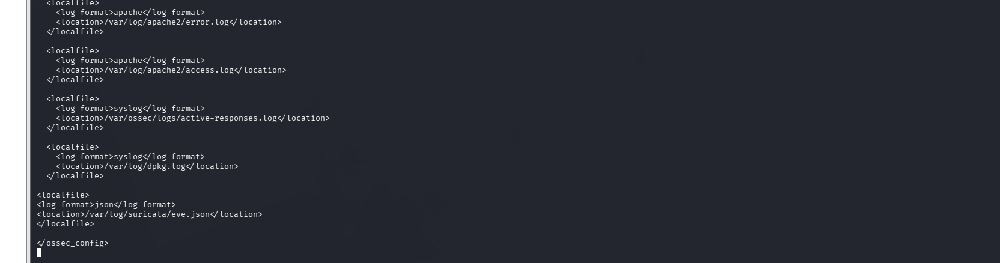 <localfile>
<log_format>apache</log_format>
<location>/var/log/apache2/error.log</location>
</localfile>
<localfile>
<log_format>apache</log_format>
<location>/var/log/apache2/access.log</location>
</localfile>
<localfile>
<log_format>syslog</log_format>
<location>/var/ossec/logs/active-responses.log</location>
</localfile>
<localfile>
<log_format>syslog</log_format>
<location>/var/log/dpkg.log</location>
</localfile>
<localfile>
<log_format>json</log_format>
<location>/var/log/suricata/eve.json</location>
</localfile>
</ossec_config>